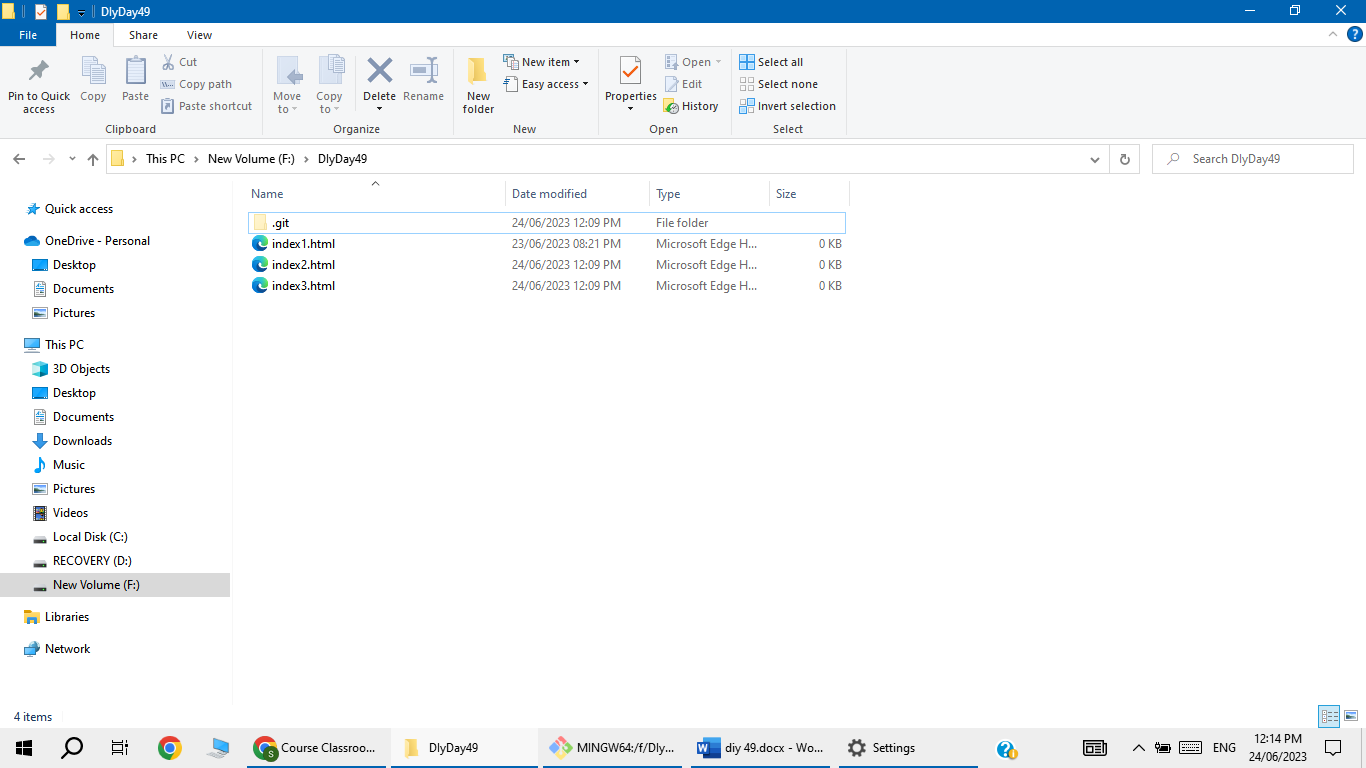 DlyDay49
File Home Share View
Pin to Quick access
Copy
Paste
Cut
Copy path
Paste shortcut
Clipboard
Move to
Copy to
Delete
Rename
Organize
New folder
New item
Easy access
New
Properties
Open
Edit
History
Open
Select all
Select none
Invert selection
Select
This PC New Volume (F:) DlyDay49
Search DlyDay49
Name Date modified Type Size
.git 24/06/2023 12:09 PM File folder
index1.html 23/06/2023 08:21 PM Microsoft Edge H... 0 KB
index2.html 24/06/2023 12:09 PM Microsoft Edge H... 0 KB
index3.html 24/06/2023 12:09 PM Microsoft Edge H... 0 KB
Quick access
OneDrive - Personal
Desktop
Documents
Pictures
This PC
3D Objects
Desktop
Documents
Downloads
Music
Pictures
Videos
Local Disk (C:)
RECOVERY (D:)
New Volume (F:)
Libraries
Network
4 items
S
Course Classroo...
DlyDay49
MINGW64:/f/Dly...
diy 49.docx - Wo...
Settings
ENG
12:14 PM
24/06/2023